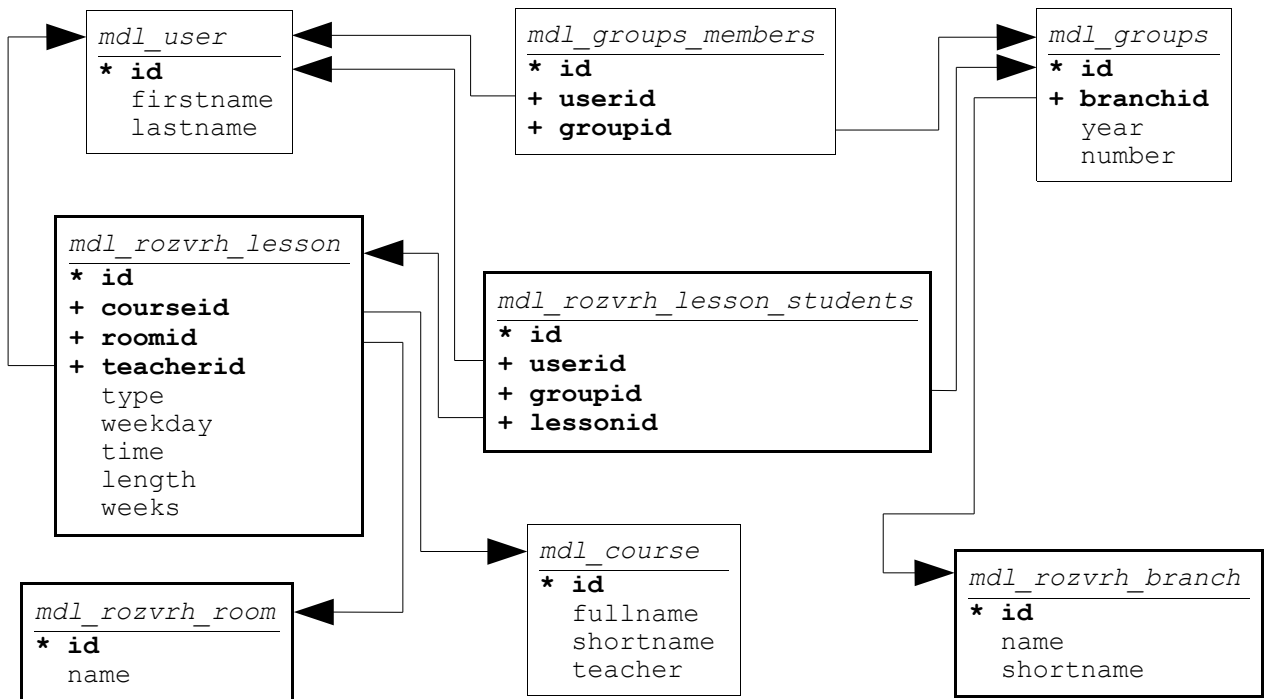 mdl_user
* id
firstname
lastname
mdl_groups_members
* id
+ userid
+ groupid
mdl_groups
* id
+ branchid
year
number
mdl_rozvrh_lesson
* id
+ courseid
+ roomid
+ teacherid
type
weekday
time
length
weeks
mdl_rozvrh_lesson_students
* id
+ userid
+ groupid
+ lessonid
mdl_course
* id
fullname
shortname
teacher
mdl_rozvrh_branch
* id
name
shortname
mdl_rozvrh_room
* id
name